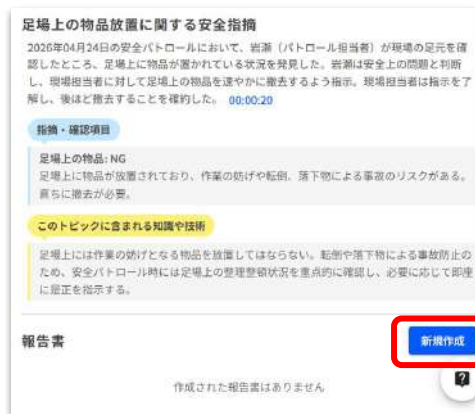 足場上の物品放置に関する安全指摘
2026年04月24日の安全パトロールにおいて、岩瀬（パトロール担当者）が現場の足元を確
認したところ、足場上に物品が置かれている状況を発見した。岩瀬は安全上の問題と判断
し、現場担当者に対して足場上の物品を速やかに撤去するよう指示。現場担当者は指示を了
解し、後ほど撤去することを確約した。 00:00:20
指摘・確認項目
足場上の物品: NG
足場上に物品が放置されており、作業の妨げや転倒、落下物による事故のリスクがある。
直ちに撤去が必要。
このトピックに含まれる知識や技術
足場上には作業の妨げとなる物品を放置してはならない。転倒や落下物による事故防止の
ため、安全パトロール時には足場上の整理整頓状況を重点的に確認し、必要に応じて即座
に是正を指示する。
報告書
新規作成
作成された報告書はありません
?